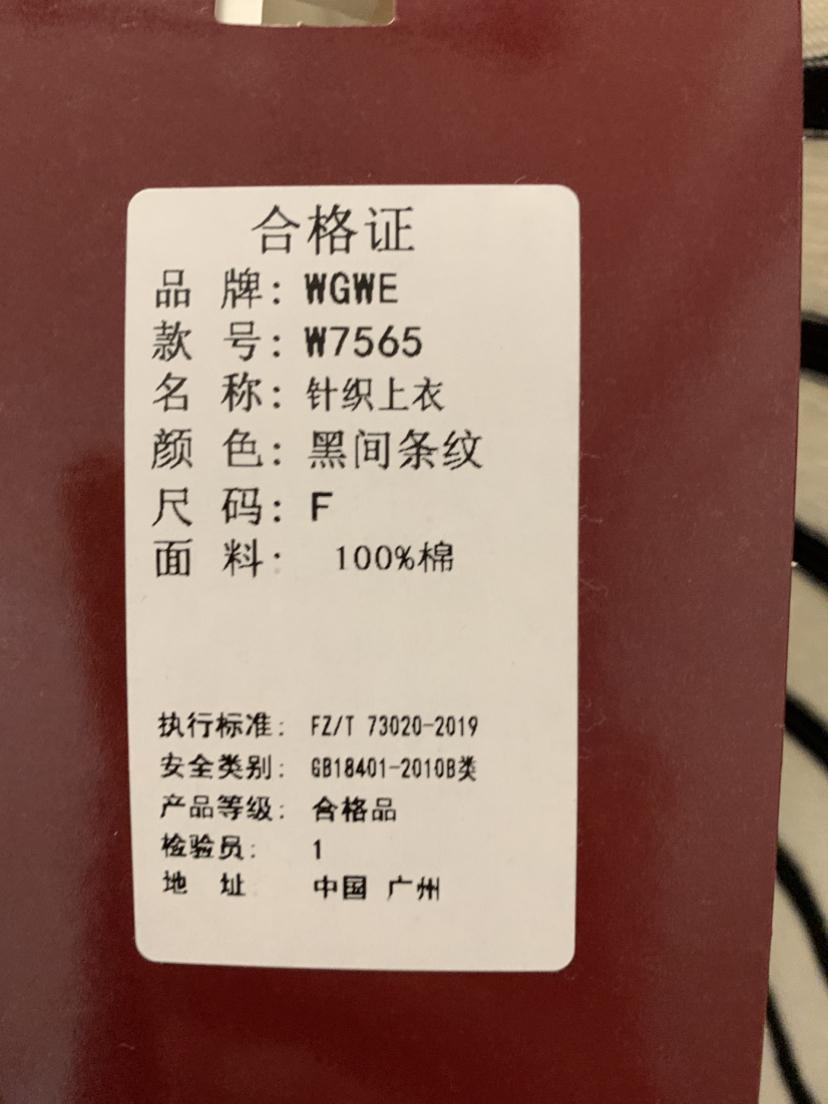 合格证
品 牌: WGWE
款 号: W7565
名 称: 针织上衣
颜 色: 黑间条纹
尺 码: F
面 料: 100%棉
执行标准: FZ/T 73020-2019
安全类别: GB18401-2010B类
产品等级: 合格品
检验员: 1
地 址 中国 广州